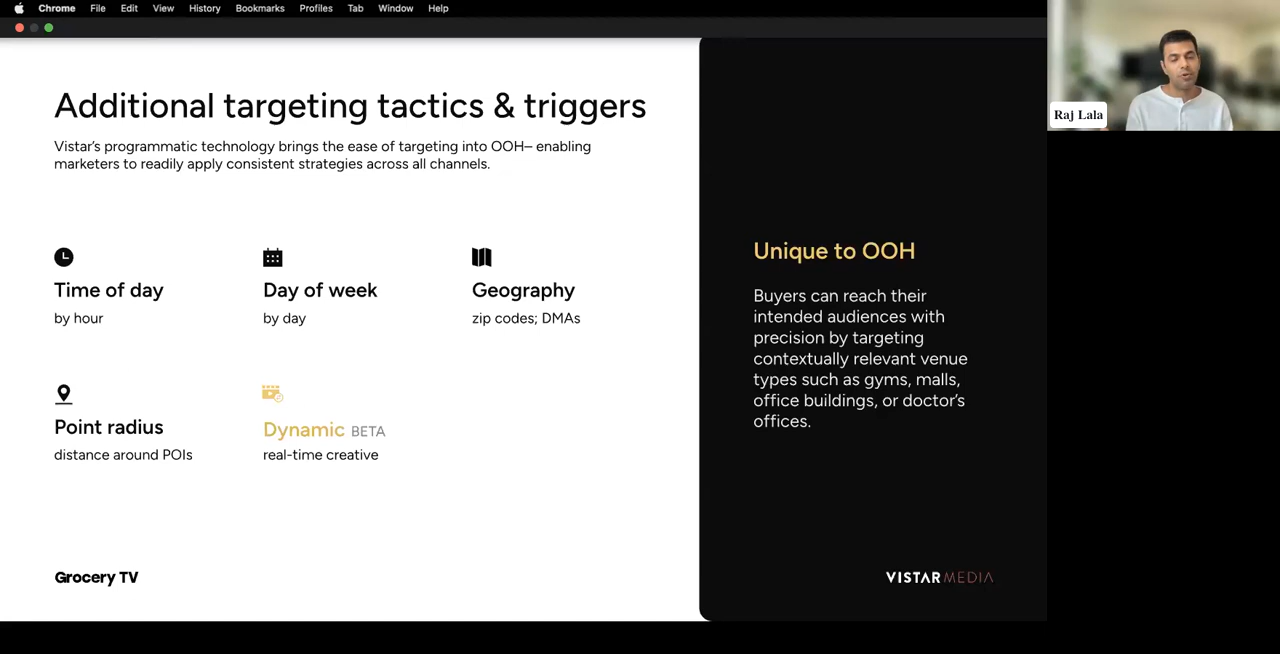 Chrome File Edit View History Bookmarks Profiles Tab Window Help
Additional targeting tactics & triggers
Vistar’s programmatic technology brings the ease of targeting into OOH– enabling
marketers to readily apply consistent strategies across all channels.
Time of day
by hour
Day of week
by day
Geography
zip codes; DMAs
Point radius
distance around POIs
Dynamic BETA
real-time creative
Grocery TV
Unique to OOH
Buyers can reach their
intended audiences with
precision by targeting
contextually relevant venue
types such as gyms, malls,
office buildings, or doctor’s
offices.
VISTAR MEDIA
Raj Lala